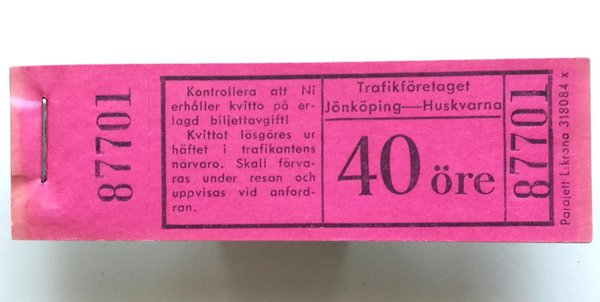 87701
Kontrollera att Ni
erhåller kvitto på er-
lagd biljettavgift!
Kvittot lösgöres ur
häftet i trafikantens
närvaro. Skall förva-
ras under resan och
uppvisas vid anford-
ran.
Trafikföretaget
Jönköping—Huskvarna
40 öre
87701
Parajett L:krona 318084 x